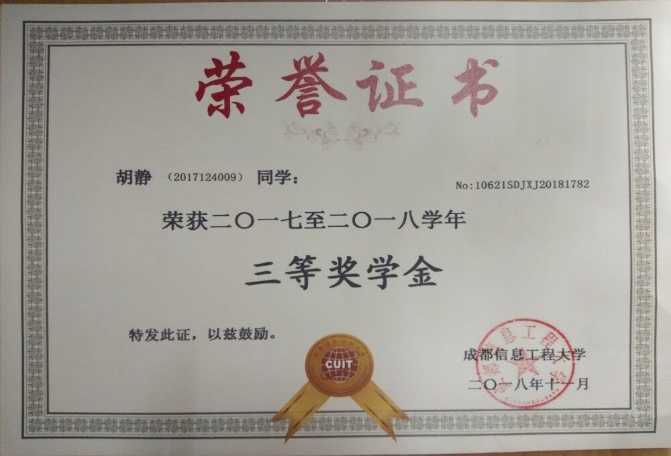 荣誉证书
胡静 （2017124009） 同学：
No:10621SDJXJ20181782
荣获二〇一七至二〇一八学年
三等奖学金
特发此证，以兹鼓励。
CUIT
成都信息工程大学
二〇一八年十一月